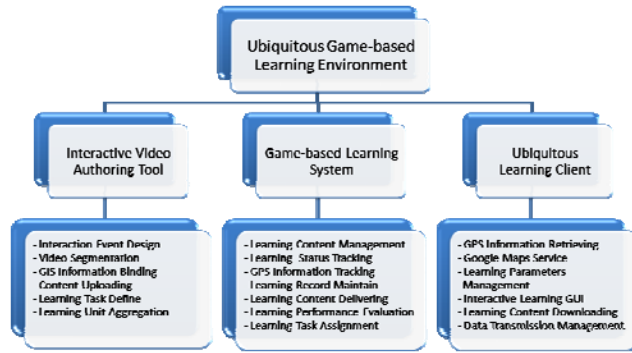 Ubiquitous Game-based
Learning Environment
Interactive Video
Authoring Tool
Game-based Learning
System
Ubiquitous
Learning Client
- Interaction Event Design
- Video Segmentation
- GIS Information Binding
Content Uploading
- Learning Task Define
- Learning Unit Aggregation
- Learning Content Management
- Learning Status Tracking
- GPS Information Tracking
Learning Record Maintain
- Learning Content Delivering
- Learning Performance Evaluation
- Learning Task Assignment
- GPS Information Retrieving
- Google Maps Service
- Learning Parameters
Management
- Interactive Learning GUI
- Learning Content Downloading
- Data Transmission Management